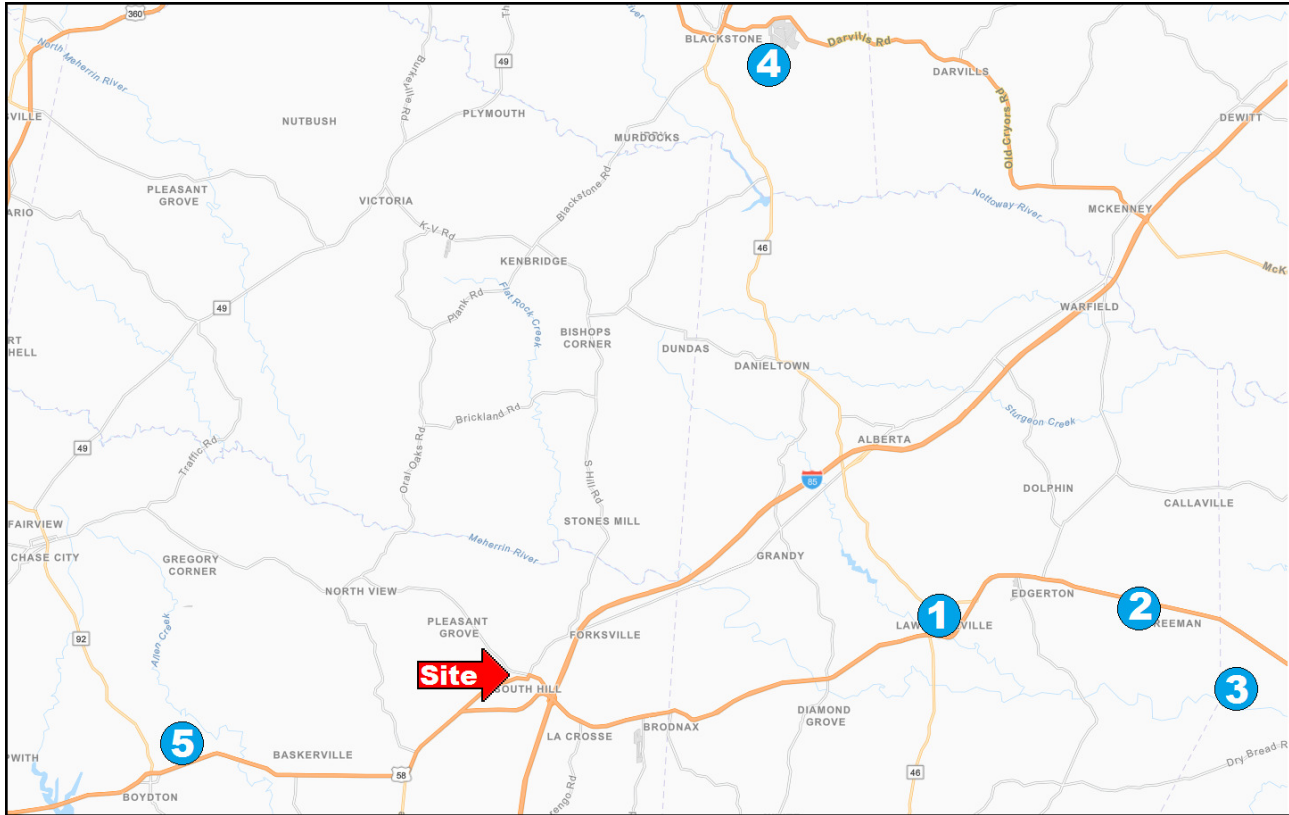 360
BLACKSTONE
4
Darvills Rd
DARVILLS
North Meherrin River
Burkeville Rd
49
PLYMOUTH
NUTBUSH
MURDOCKS
Old Cryors Rd
DEWITT
PLEASANT
GROVE
VICTORIA
Blackstone Rd
Nottoway River
MCKENNEY
K-V Rd
46
KENBRIDGE
Plank Rd
Flat Rock
Creek
49
WARFIELD
BISHOPS
CORNER
DUNDAS
DANIELTOWN
Brickland Rd
Sturgeon Creek
49
Traffic Rd
Oral Oaks Rd
S Hill Rd
ALBERTA
85
DOLPHIN
CALLAVILLE
STONES MILL
FAIRVIEW
CHASE CITY
GREGORY
CORNER
Meherrin River
GRANDY
NORTH VIEW
EDGERTON
PLEASANT
GROVE
FORKSVILLE
1
2
92
Allen Creek
Site
SOUTH HILL
3
DIAMOND
GROVE
BRODNAX
LA CROSSE
5
BASKERVILLE
58
46
Dry Bread R
BOYDTON